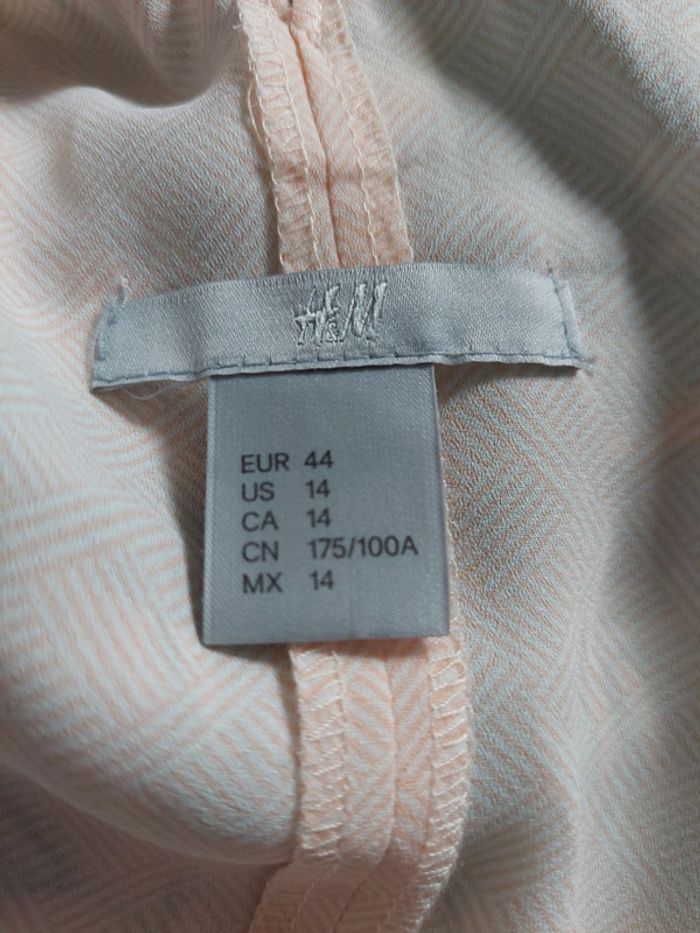 H&M
EUR 44
US 14
CA 14
CN 175/100A
MX 14